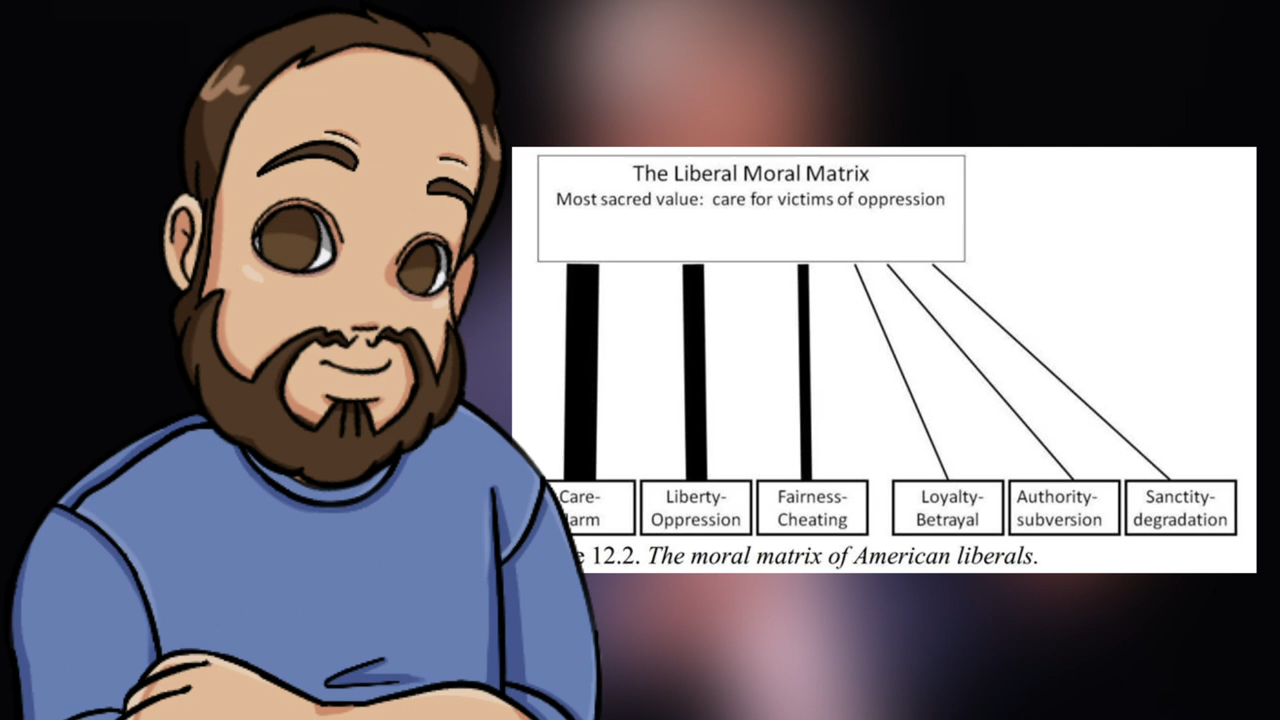 The Liberal Moral Matrix
Most sacred value: care for victims of oppression
Care-
Liberty-
Oppression
Fairness-
Cheating
Loyalty-
Betrayal
Authority-
subversion
Sanctity-
degradation
12.2. The moral matrix of American liberals.